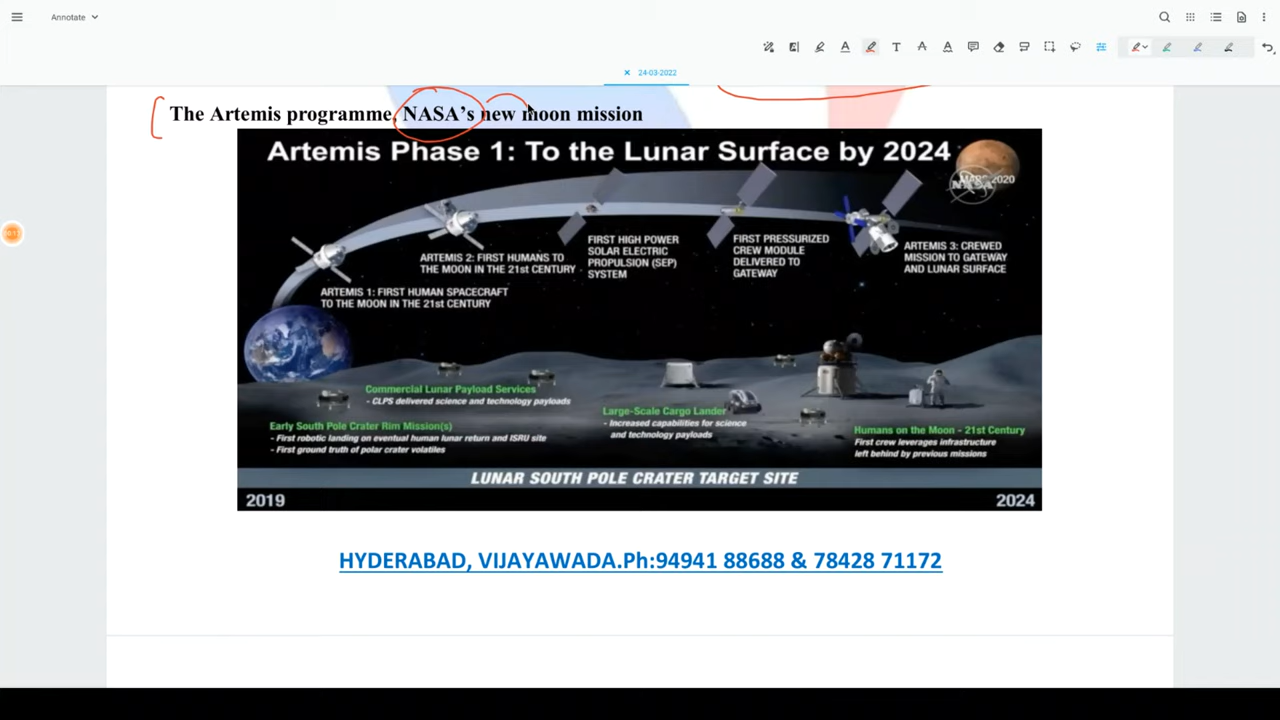 Annotate
24-03-2022
The Artemis programme, NASA's new moon mission
Artemis Phase 1: To the Lunar Surface by 2024
MARS 2020
NASA
ARTEMIS 2: FIRST HUMANS TO
THE MOON IN THE 21st CENTURY
FIRST HIGH POWER
SOLAR ELECTRIC
PROPULSION (SEP)
SYSTEM
FIRST PRESSURIZED
CREW MODULE
DELIVERED TO
GATEWAY
ARTEMIS 3: CREWED
MISSION TO GATEWAY
AND LUNAR SURFACE
ARTEMIS 1: FIRST HUMAN SPACECRAFT
TO THE MOON IN THE 21st CENTURY
Commercial Lunar Payload Services
- CLPS delivered science and technology payloads
Early South Pole Crater Rim Mission(s)
- First robotic landing on eventual human lunar return and ISRU site
- First ground truth of polar crater volatiles
Large-Scale Cargo Lander
- Increased capabilities for science
and technology payloads
Humans on the Moon - 21st Century
First crew leverages infrastructure
left behind by previous missions
LUNAR SOUTH POLE CRATER TARGET SITE
2019
2024
HYDERABAD, VIJAYAWADA.Ph:94941 88688 & 78428 71172